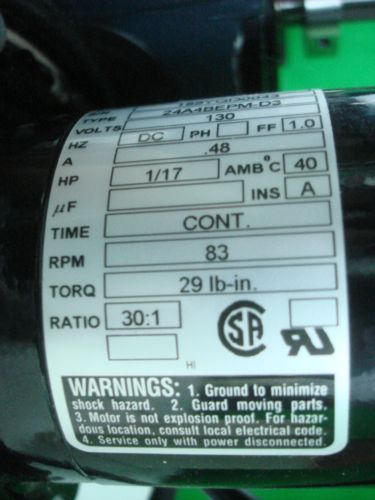 TYPE 24A4BEPM-D3
VOLTS 130
HZ DC PH FF 1.0
A .48
HP 1/17 AMB°C 40
µF INS A
TIME CONT.
RPM 83
TORQ 29 lb-in.
RATIO 30:1
HI
WARNINGS: 1. Ground to minimize
shock hazard. 2. Guard moving parts.
3. Motor is not explosion proof. For hazar-
dous location, consult local electrical code.
4. Service only with power disconnected.